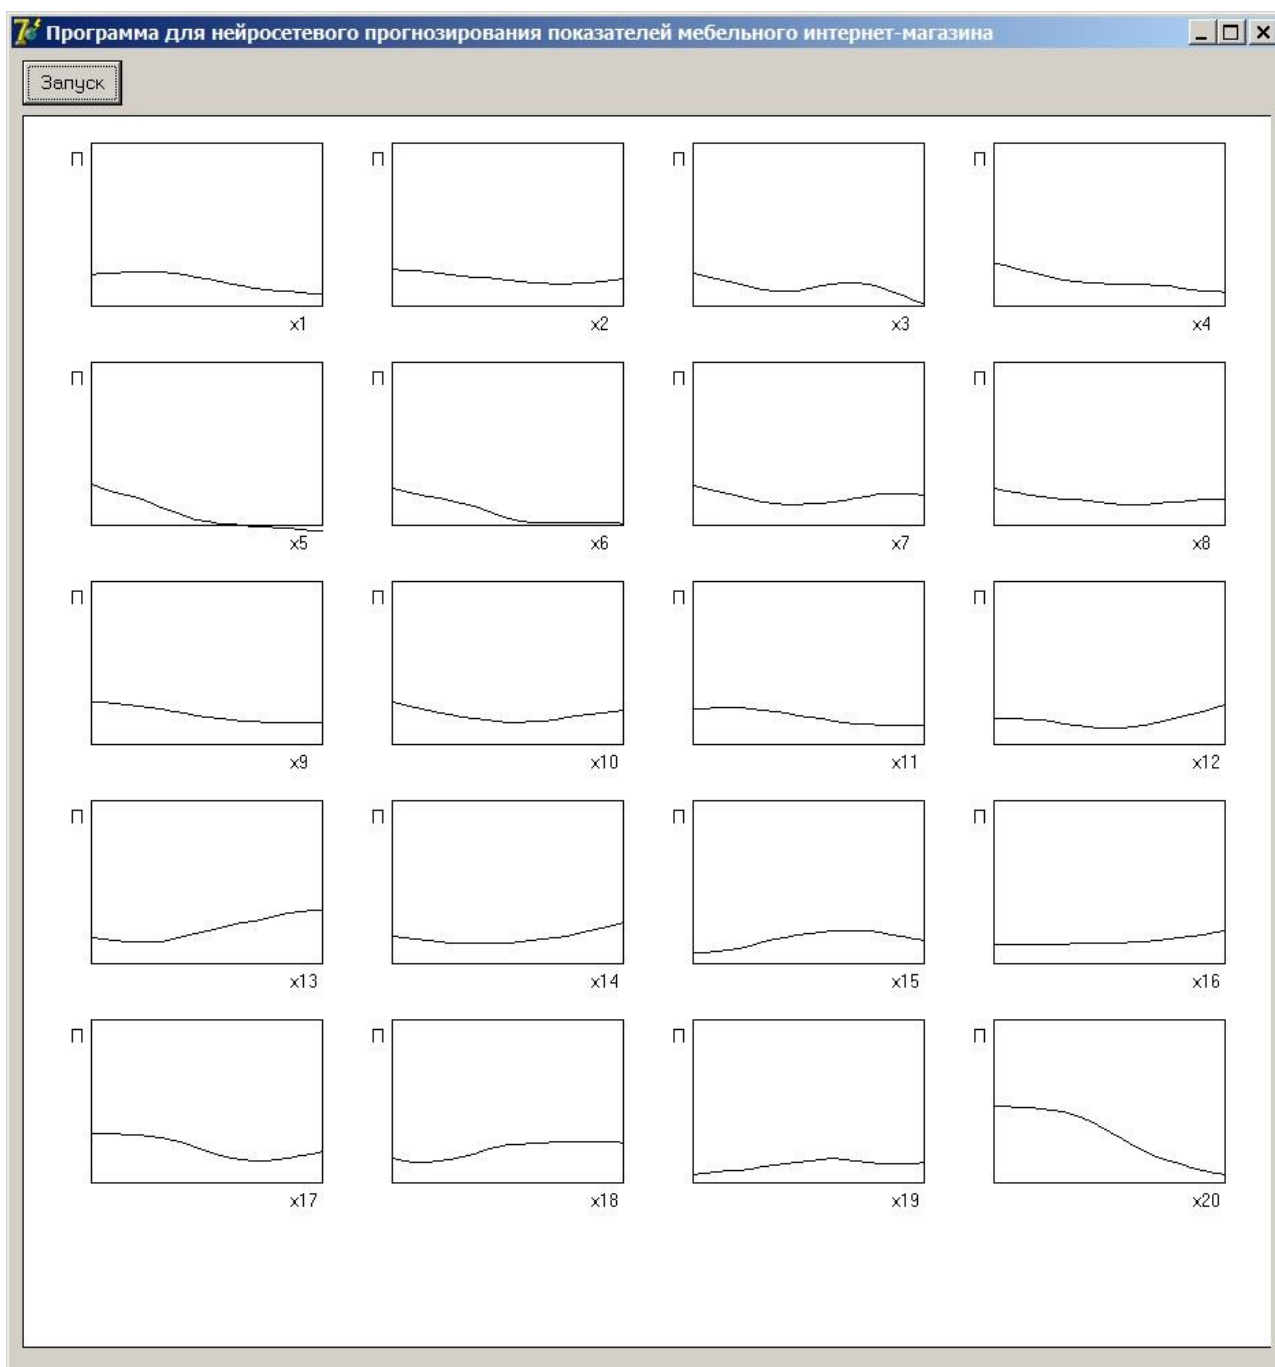 Программа для нейросетевого прогнозирования показателей мебельного интернет-магазина
Запуск
П П П П
x1 x2 x3 x4
П П П П
x5 x6 x7 x8
П П П П
x9 x10 x11 x12
П П П П
x13 x14 x15 x16
П П П П
x17 x18 x19 x20